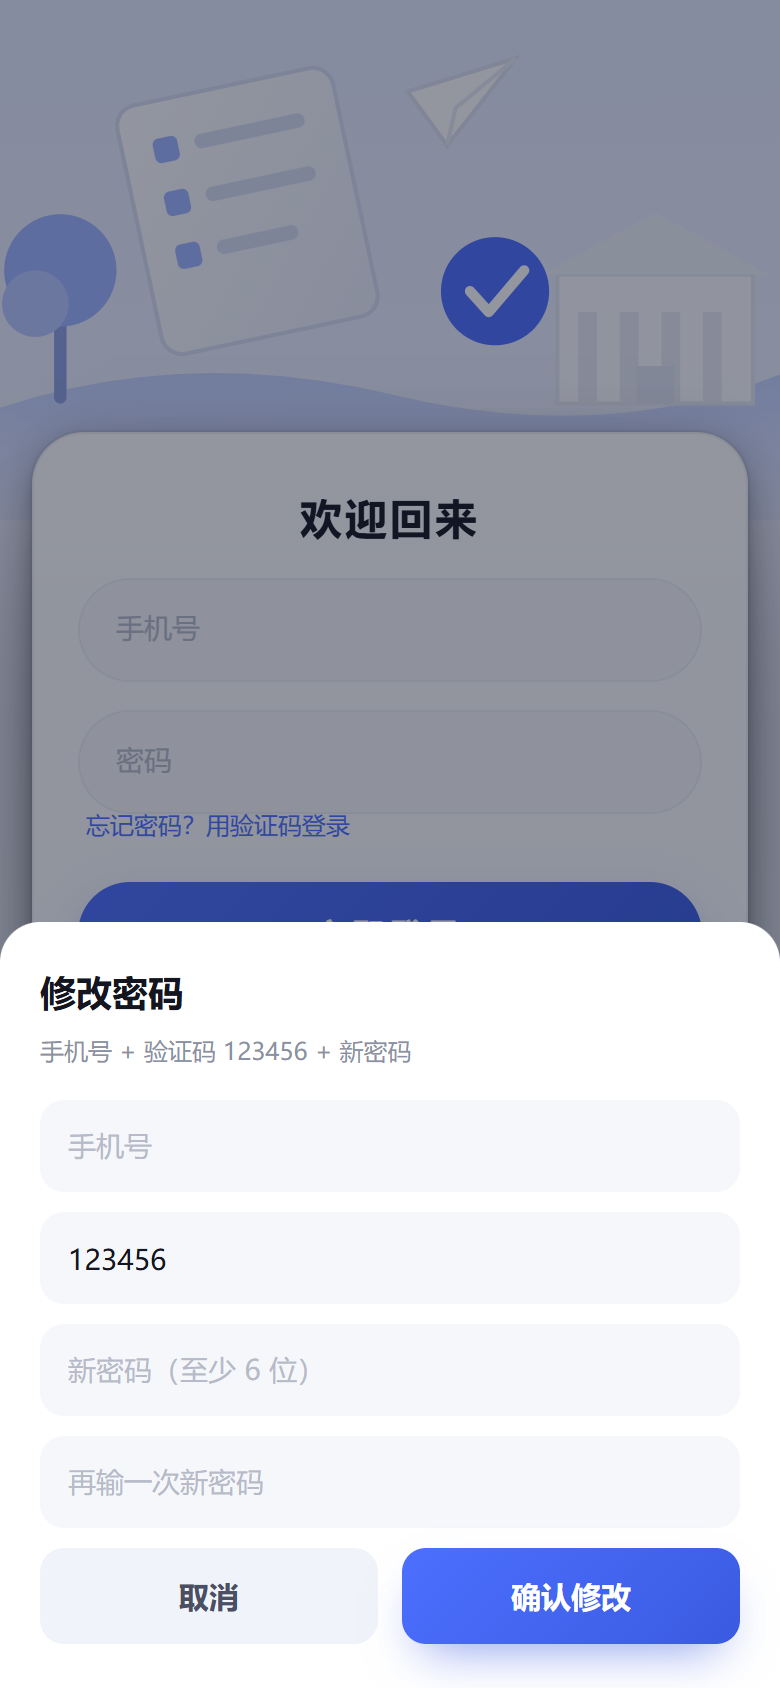 欢迎回来
手机号
密码
忘记密码？用验证码登录
修改密码
手机号 + 验证码 123456 + 新密码
手机号
123456
新密码（至少 6 位）
再输一次新密码
取消
确认修改